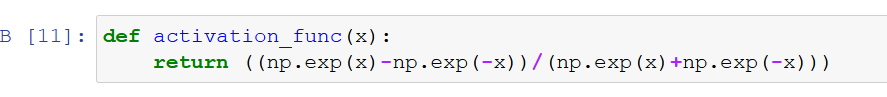 В [11]: def activation_func(x):
return ((np.exp(x)-np.exp(-x))/(np.exp(x)+np.exp(-x)))